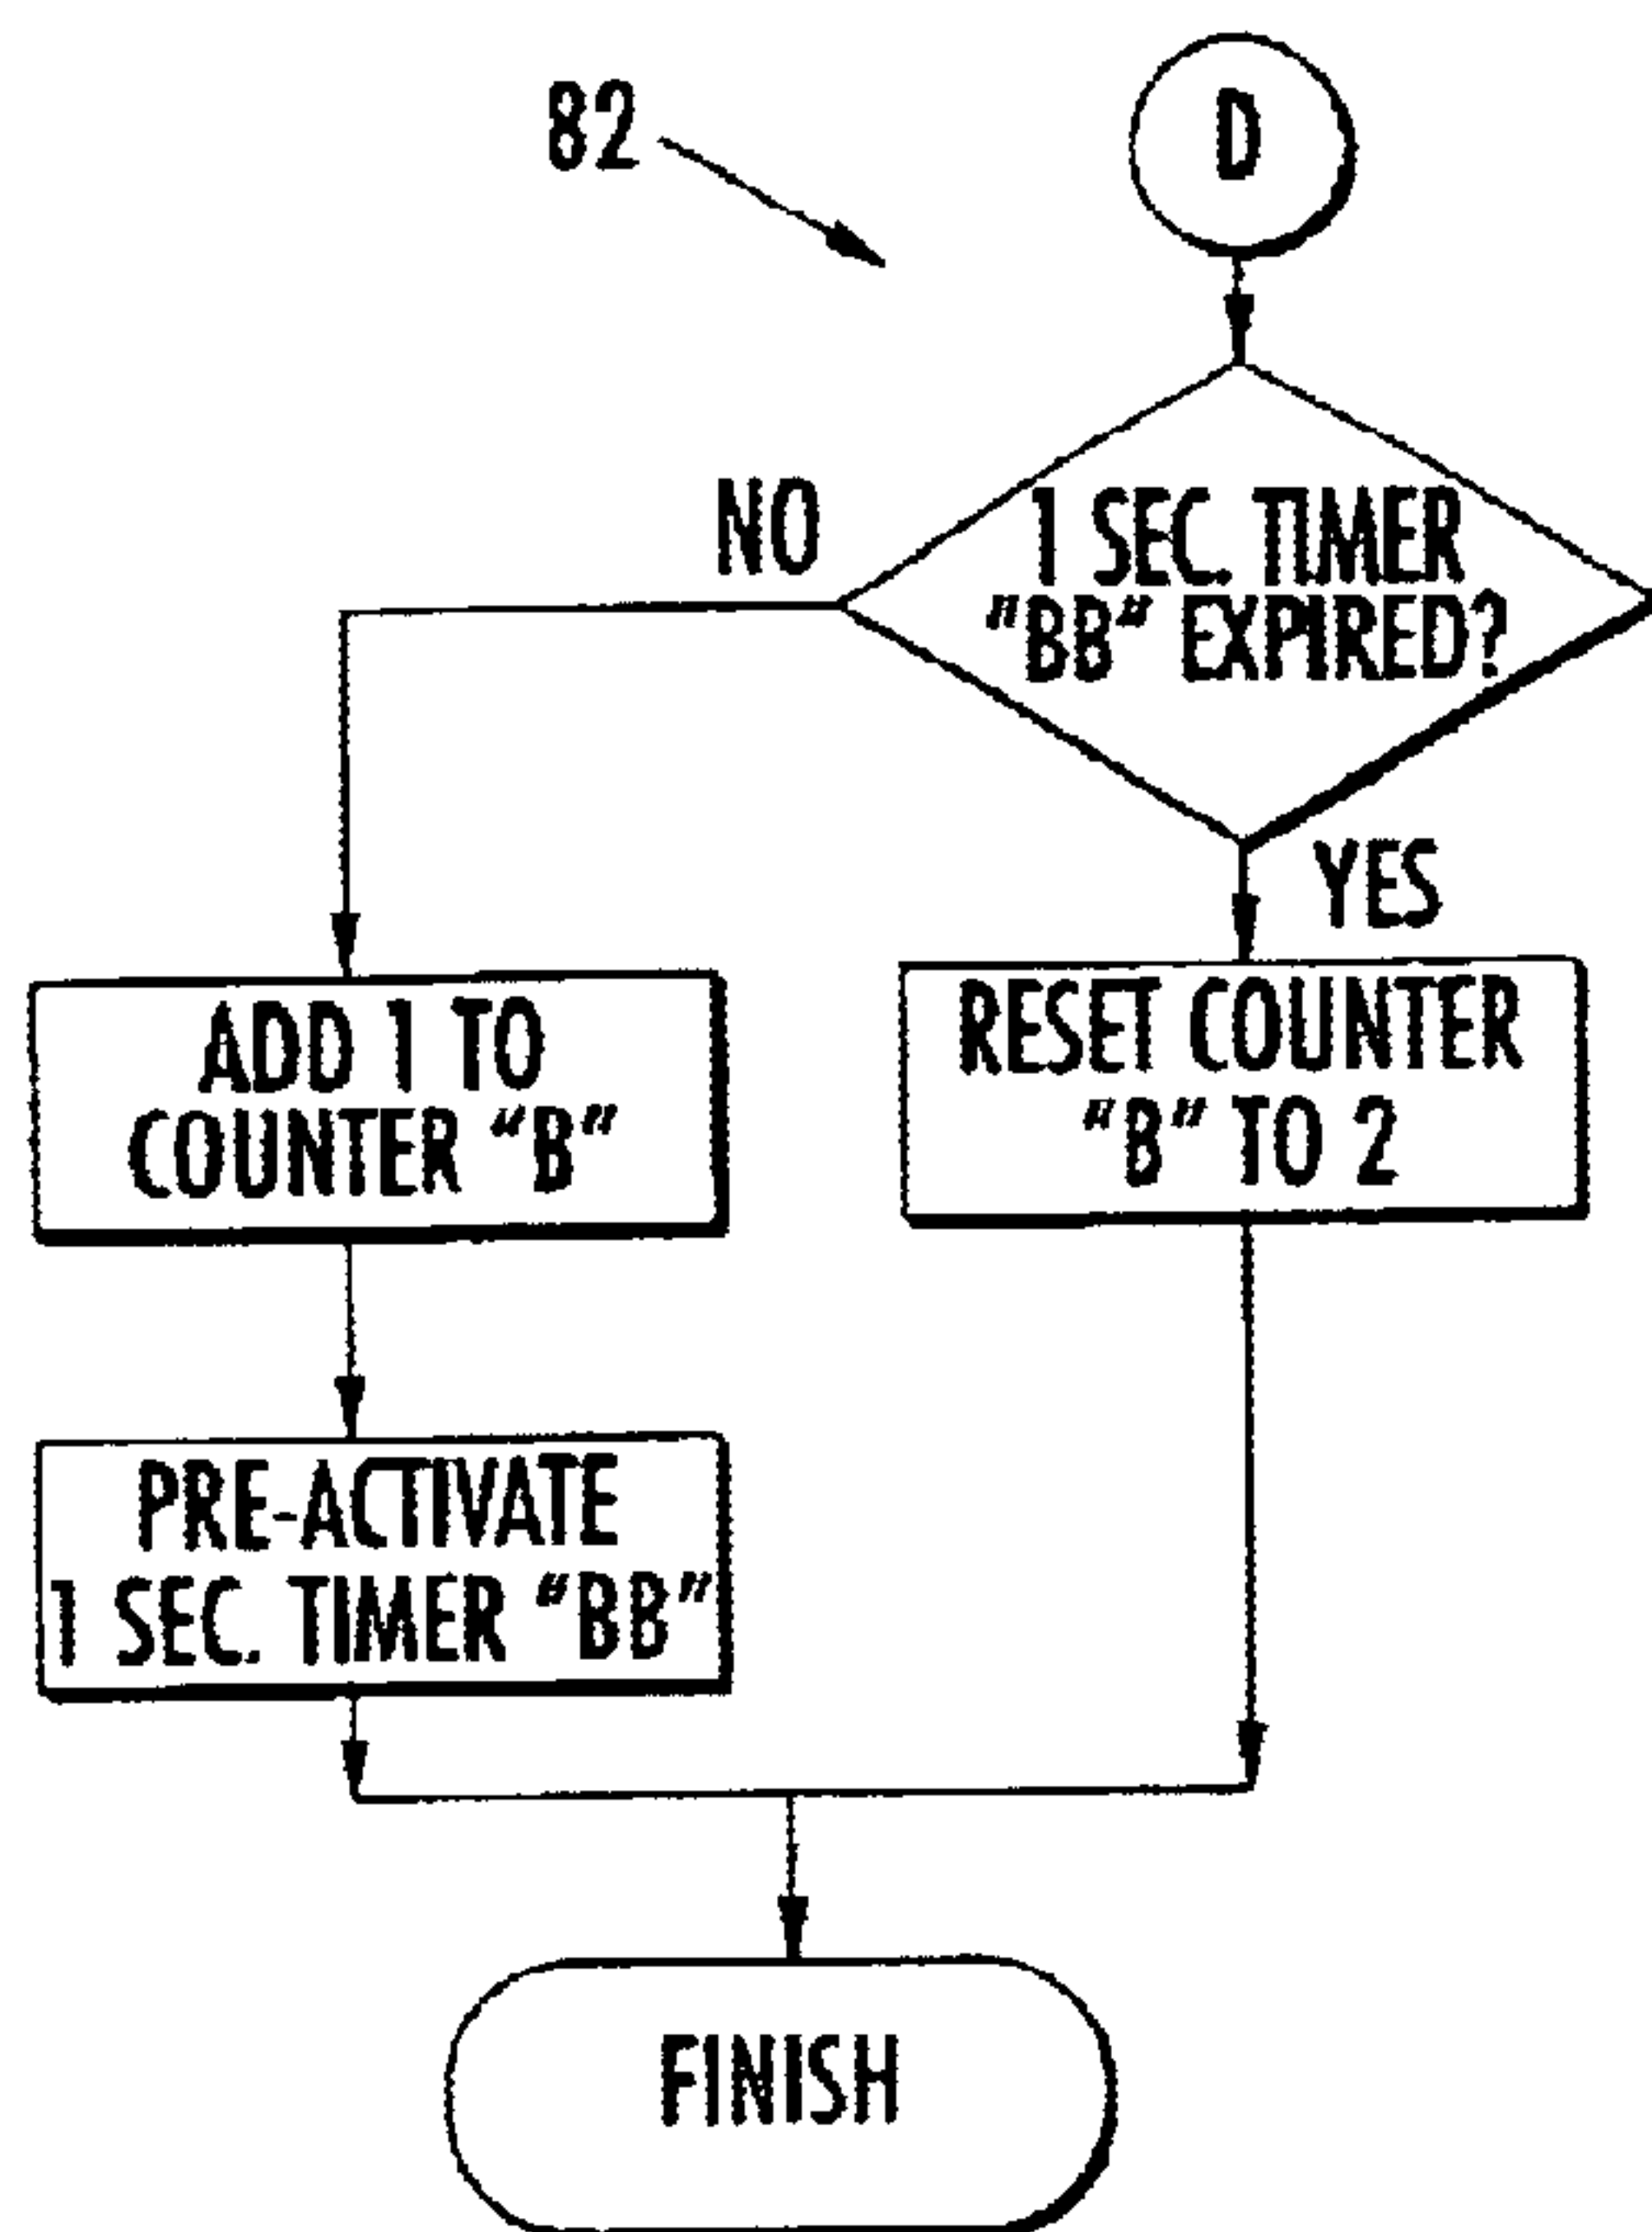 82
D
NO
1 SEC. TIMER
"BB" EXPIRED?
YES
ADD 1 TO
COUNTER "B"
RESET COUNTER
"B" TO 2
PRE-ACTIVATE
1 SEC. TIMER "BB"
FINISH